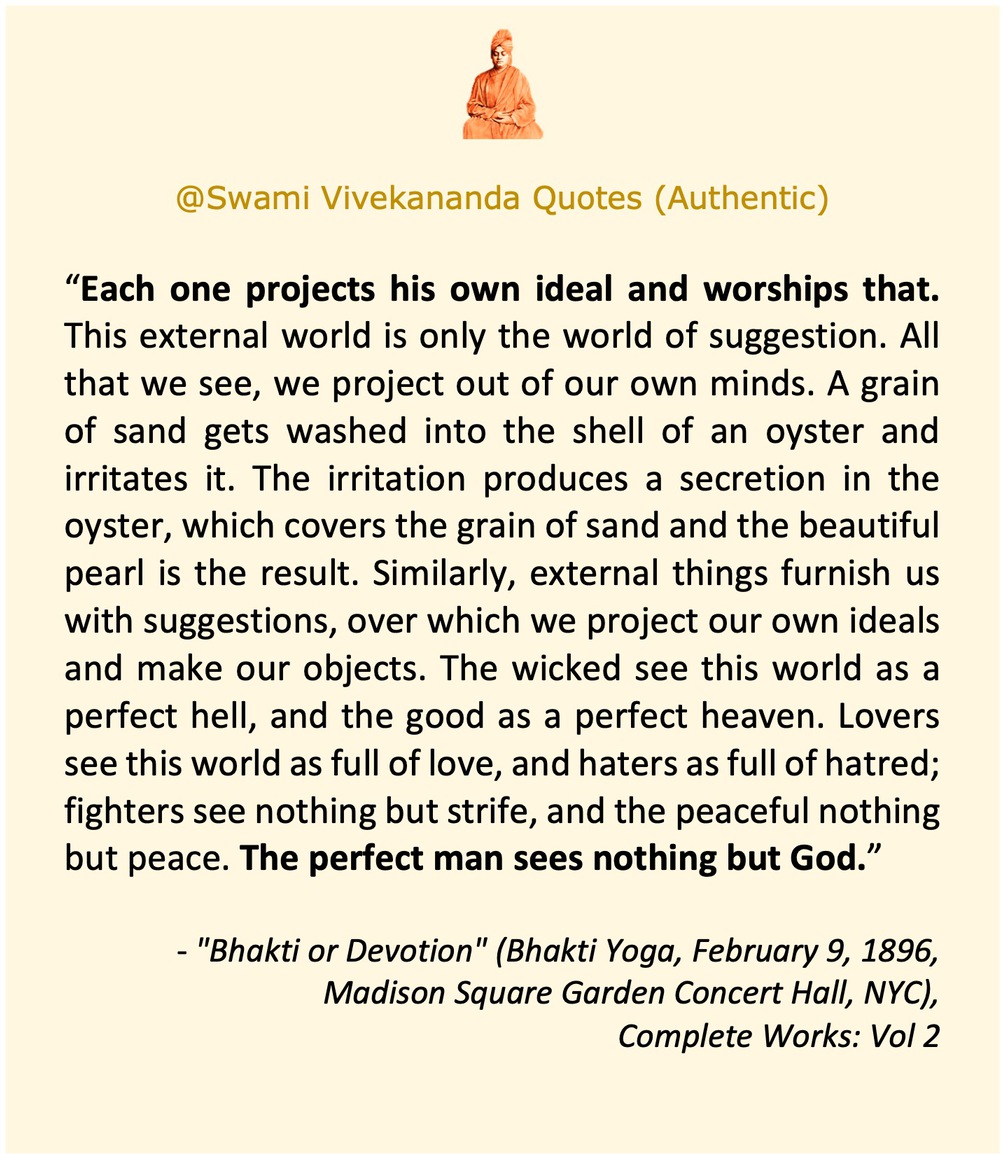 @Swami Vivekananda Quotes (Authentic)
“Each one projects his own ideal and worships that.
This external world is only the world of suggestion. All
that we see, we project out of our own minds. A grain
of sand gets washed into the shell of an oyster and
irritates it. The irritation produces a secretion in the
oyster, which covers the grain of sand and the beautiful
pearl is the result. Similarly, external things furnish us
with suggestions, over which we project our own ideals
and make our objects. The wicked see this world as a
perfect hell, and the good as a perfect heaven. Lovers
see this world as full of love, and haters as full of hatred;
fighters see nothing but strife, and the peaceful nothing
but peace. The perfect man sees nothing but God.”
- "Bhakti or Devotion" (Bhakti Yoga, February 9, 1896,
Madison Square Garden Concert Hall, NYC),
Complete Works: Vol 2